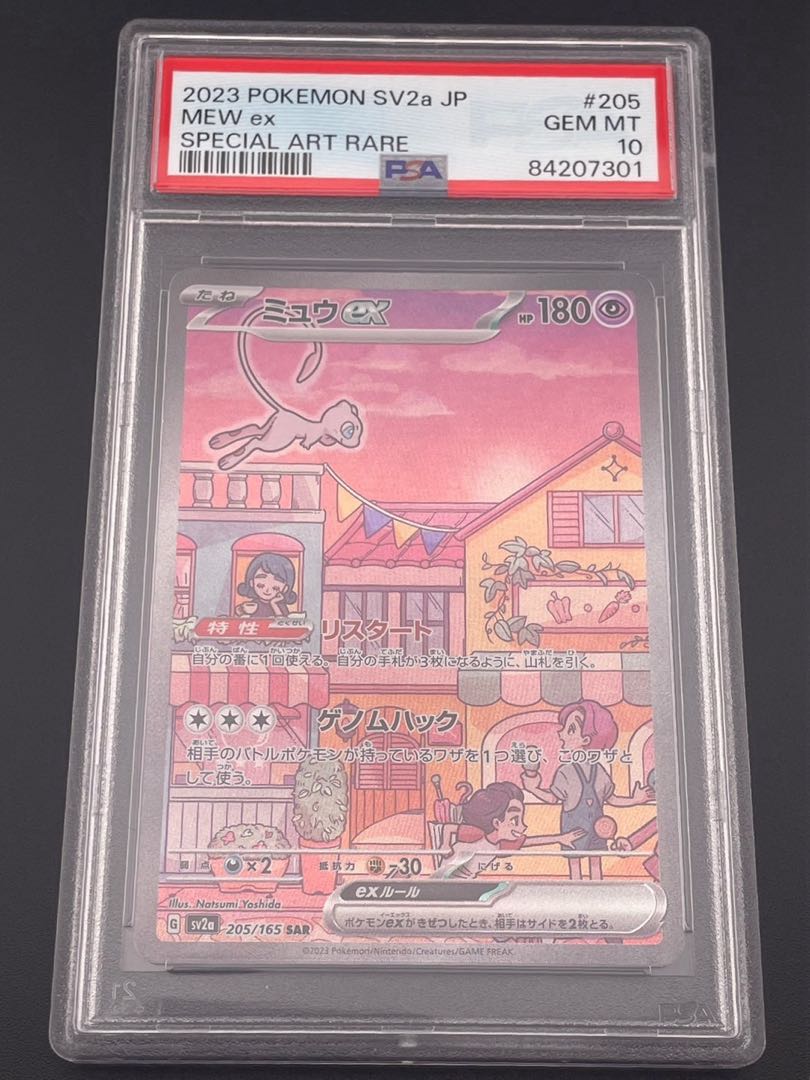 2023 POKEMON SV2a JP #205
MEW ex GEM MT
SPECIAL ART RARE 10
PSA 84207301
たね ミュウex HP 180
特性 とくせい リスタート
自分の番に1回使える。自分の手札が3枚になるように、山札を引く。
ゲノムハック
相手のバトルポケモンが持っているワザを1つ選び、このワザと
して使う。
弱点 ×2 抵抗力 -30 にげる
exルール
ポケモンexがきぜつしたとき、相手はサイドを2枚とる。
Illus. Natsumi Yoshida
G sv2a 205/165 SAR
©2023 Pokémon/Nintendo/Creatures/GAME FREAK.